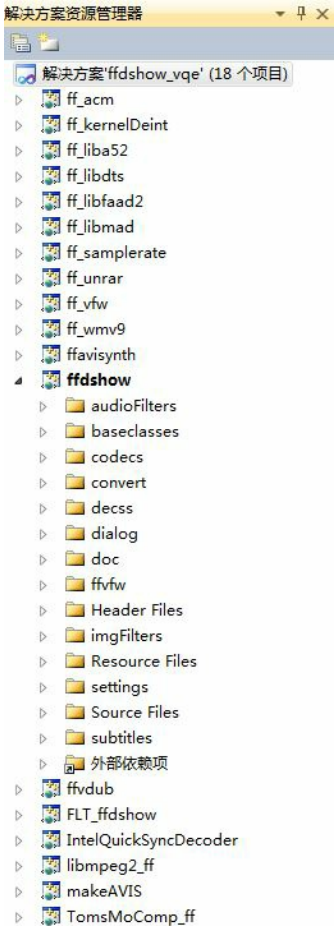 解决方案资源管理器
解决方案'ffdshow_vqe' (18 个项目)
ff_acm
ff_kernelDeint
ff_liba52
ff_libdts
ff_libfaad2
ff_libmad
ff_samplerate
ff_unrar
ff_vfw
ff_wmv9
ffavisynth
ffdshow
audioFilters
baseclasses
codecs
convert
decss
dialog
doc
ffvfw
Header Files
imgFilters
Resource Files
settings
Source Files
subtitles
外部依赖项
ffvdub
FLT_ffdshow
IntelQuickSyncDecoder
libmpeg2_ff
makeAVIS
TomsMoComp_ff